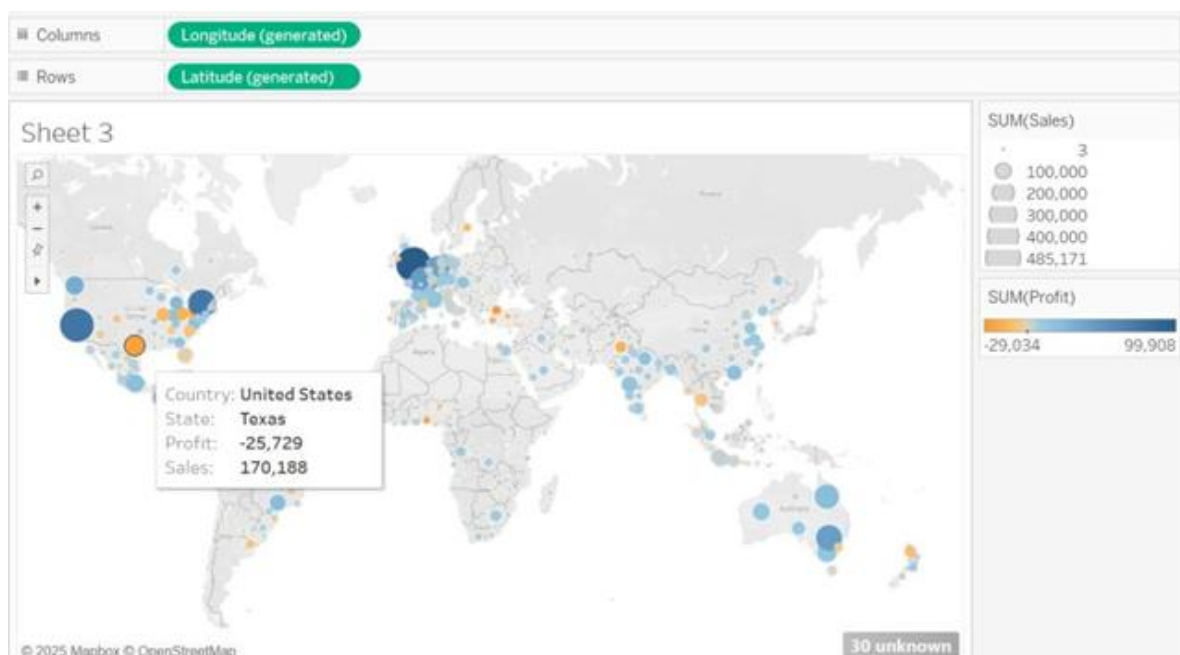 Columns
Longitude (generated)
Rows
Latitude (generated)
Sheet 3
SUM(Sales)
3
100,000
200,000
300,000
400,000
485,171
SUM(Profit)
-29,034 99,908
Country: United States
State: Texas
Profit: -25,729
Sales: 170,188
30 unknown
© 2025 Mapbox © OpenStreetMap